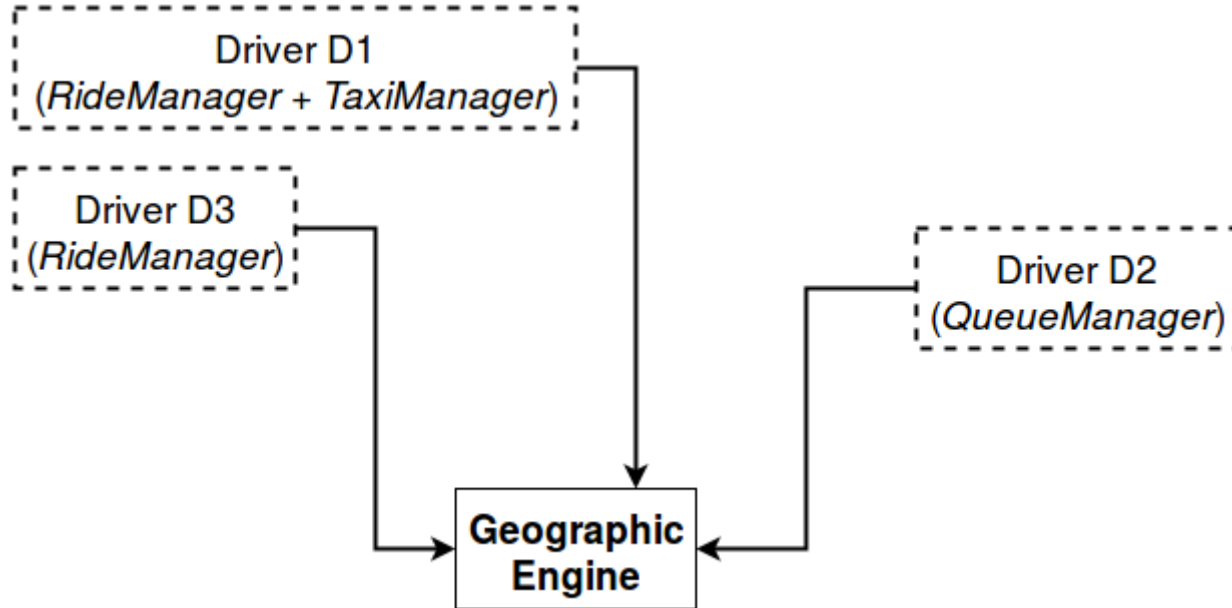 Driver D1
(RideManager + TaxiManager)
Driver D3
(RideManager)
Driver D2
(QueueManager)
Geographic
Engine